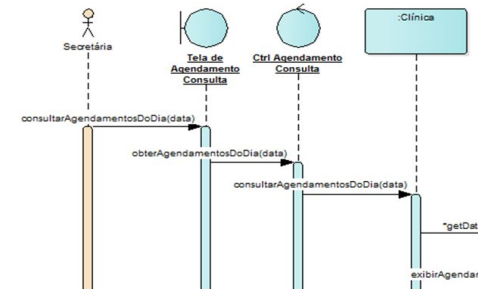 Secretária
Tela de
Agendamento
Consulta
Ctrl Agendamento
Consulta
:Clínica
consultarAgendamentosDoDia(data)
obterAgendamentosDoDia(data)
consultarAgendamentosDoDia(data)
*getDat
exibirAgendar